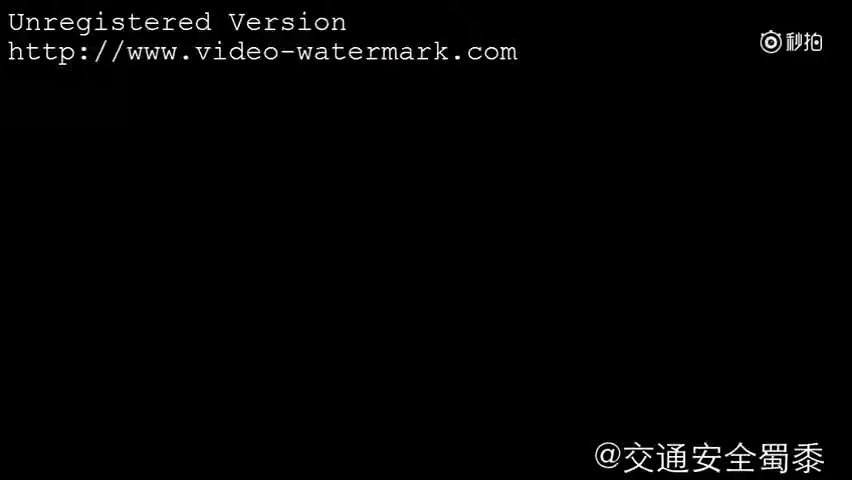 Unregistered Version
http://www.video-watermark.com
秒拍
@交通安全蜀黍